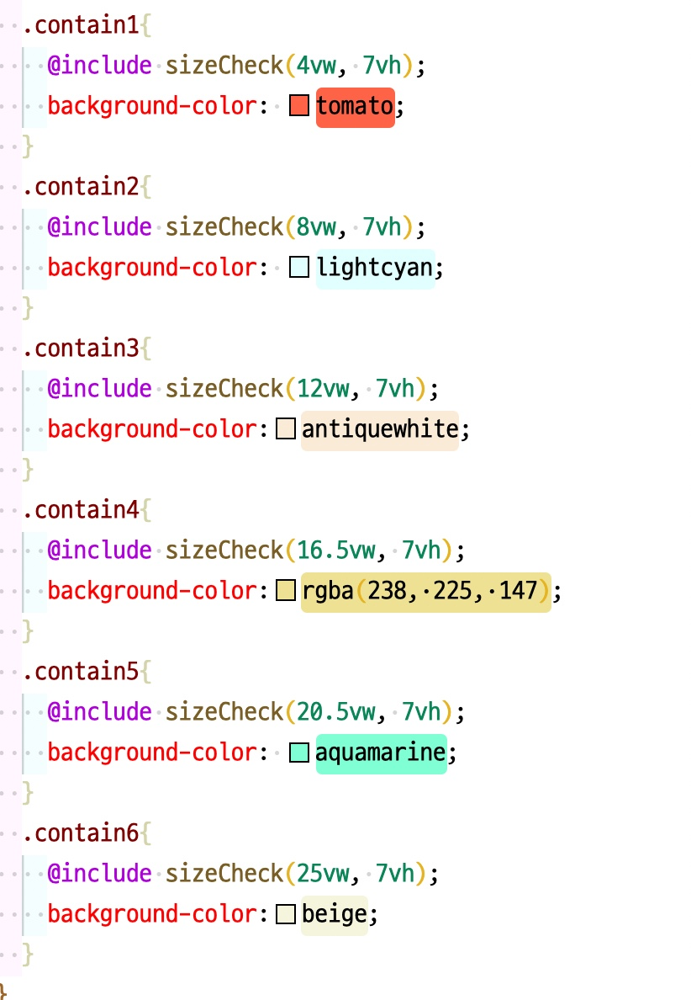 .contain1{
@include sizeCheck(4vw, 7vh);
background-color: tomato;
}
.contain2{
@include sizeCheck(8vw, 7vh);
background-color: lightcyan;
}
.contain3{
@include sizeCheck(12vw, 7vh);
background-color: antiquewhite;
}
.contain4{
@include sizeCheck(16.5vw, 7vh);
background-color: rgba(238, 225, 147);
}
.contain5{
@include sizeCheck(20.5vw, 7vh);
background-color: aquamarine;
}
.contain6{
@include sizeCheck(25vw, 7vh);
background-color: beige;
}
}